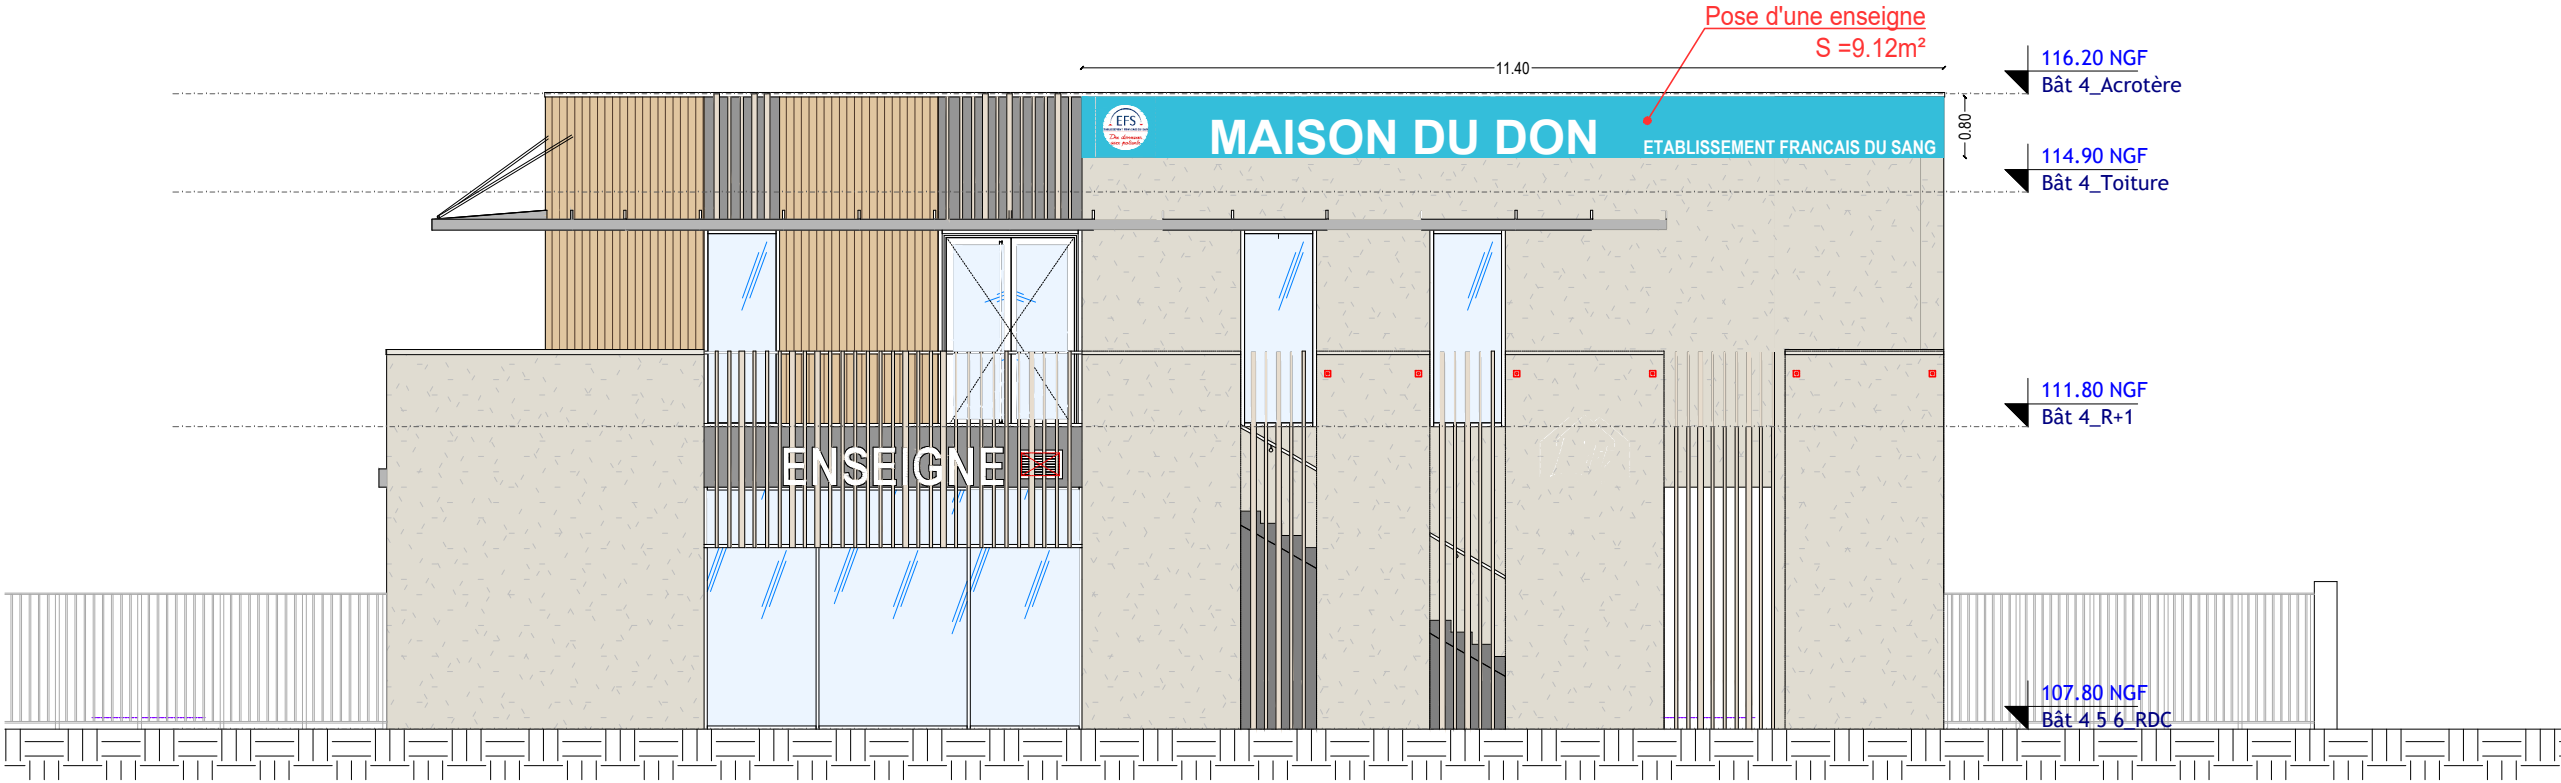 Pose d'une enseigne
S =9.12m²
11.40
116.20 NGF
Bât 4_Acrotère
EFS
MAISON DU DON
ETABLISSEMENT FRANCAIS DU SANG
0.80
114.90 NGF
Bât 4_Toiture
111.80 NGF
Bât 4_R+1
ENSEIGNE
107.80 NGF
Bât 4 5 6_RDC